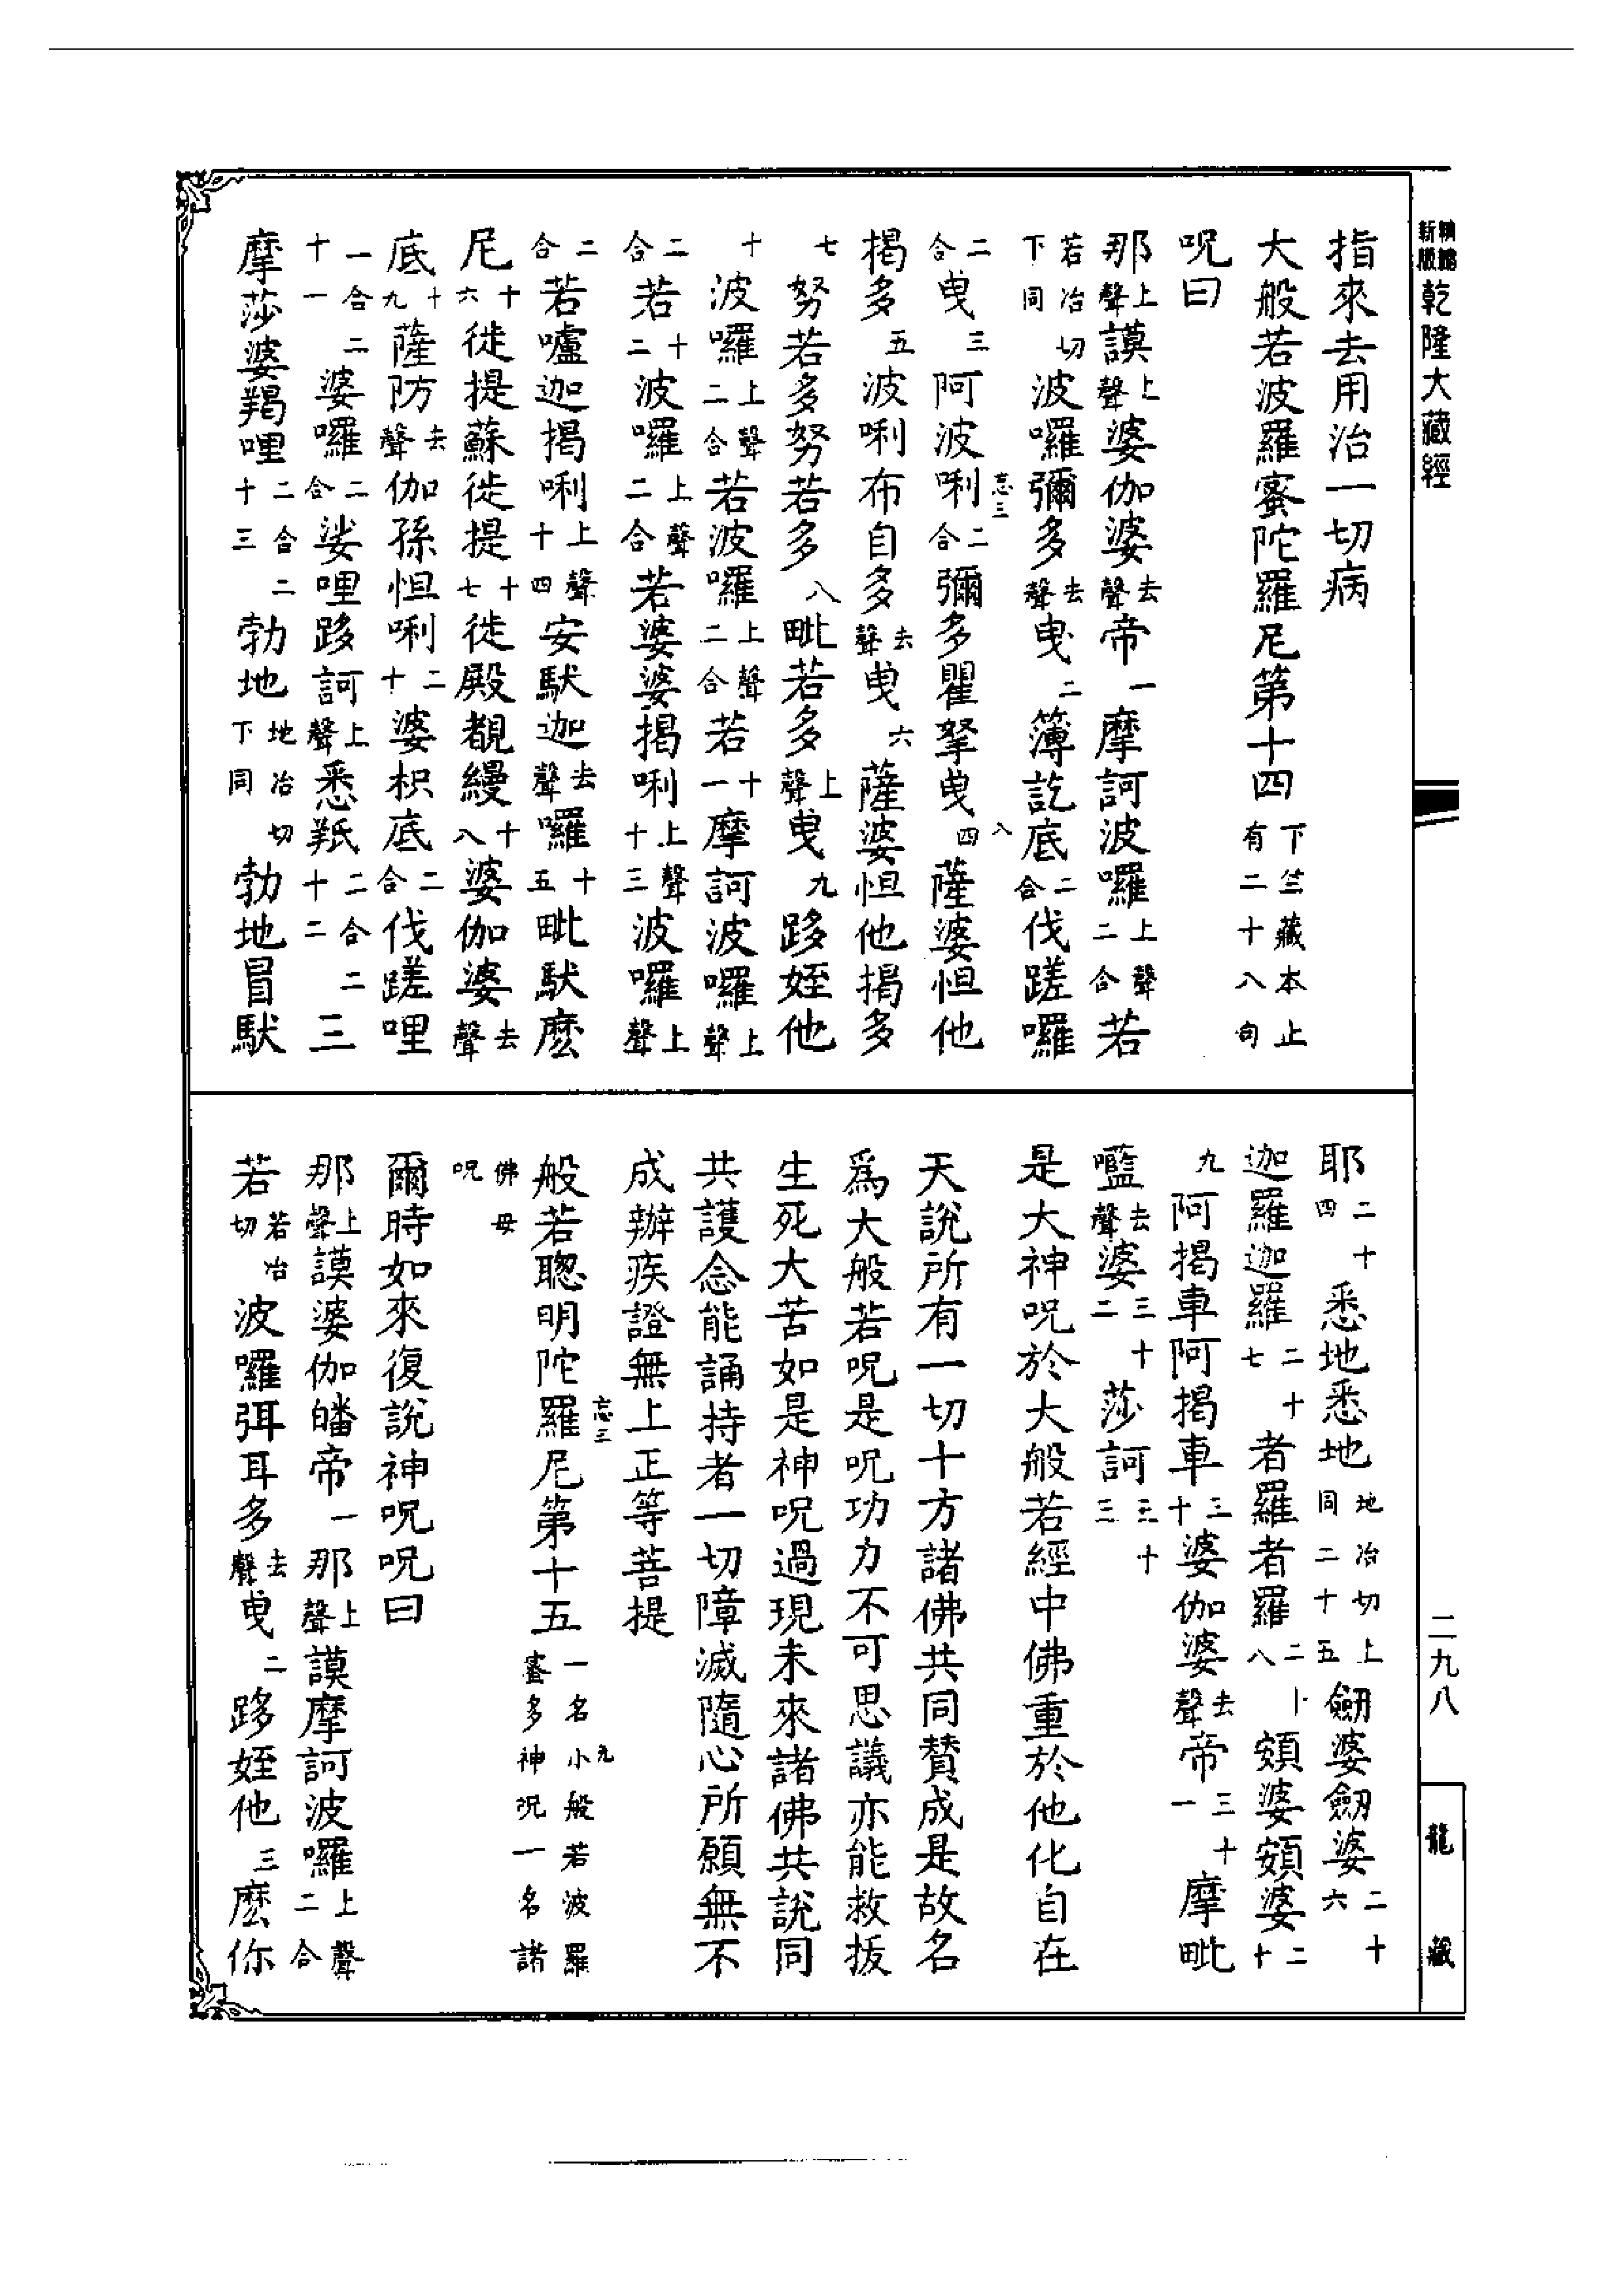 新版
乾隆大藏經
指來去用治一切病
大般若波羅蜜陀羅尼第十四下竺藏本止有二十八句
呪曰
那上聲謨上聲婆伽婆去聲帝一摩訶波囉上聲二合若
若冶切下同波囉彌多去聲曳二簿訖底二合伐蹉囉
二合曳三阿波唎二合彌多瞿拏曳四薩婆怛他
揭多五波唎布自多去聲曳六薩婆怛他揭多
七努若多努若多八毗若多上聲曳九跢姪他
十波囉上聲二合若波囉上聲二合若十一摩訶波囉上聲
二合若十二波囉上聲二合若婆婆揭唎上聲十三波囉上聲
二合若嚧迦揭唎上聲十四安馱迦去聲囉十五毗馱麽
尼十六徙提蘇徙提十七徙殿覩縵十八婆伽婆去聲
底十九薩防去聲伽孫怛唎二十婆枳底二合伐蹉哩
一合二十一婆囉二合娑哩跢訶上聲悉羝二合二十二三
摩莎婆羯哩二合二十三勃地地冶切下同勃地冒馱
耶二十四悉地悉地地冶切上同二十五劒婆劒婆二十六
迦羅迦羅二十七者羅者羅二十八頞婆頞婆二十
九阿揭車阿揭車三十婆伽婆去聲帝三十一摩毗
嚂去聲婆三十二莎訶三十三
是大神呪於大般若經中佛重於他化自在
天說所有一切十方諸佛共同賛成是故名
爲大般若呪是呪功力不可思議亦能救拔
生死大苦如是神呪過現未來諸佛共說同
共護念能誦持者一切障滅隨心所願無不
成辦疾證無上正等菩提
般若聰明陀羅尼第十五一名小般若波羅蜜多神呪一名諸
佛母呪
爾時如來復說神呪呪曰
那上聲謨婆伽皤帝一那上聲謨摩訶波囉上聲二合
若若冶切波囉弭耳多去聲曳二跢姪他三麽你
忘三
八
忘三
九
二九八
龍藏